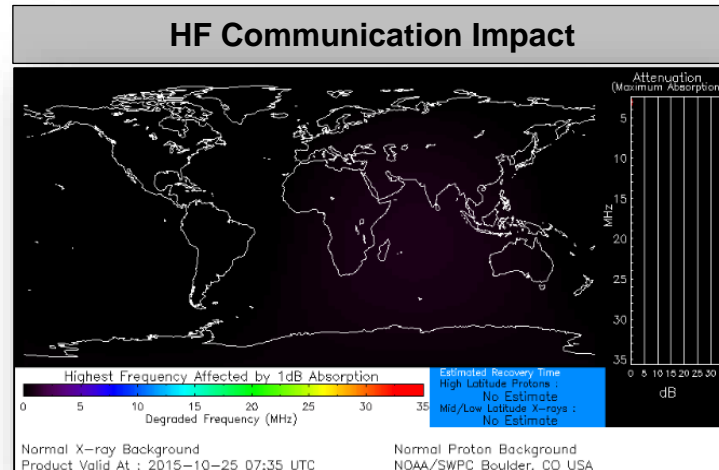 HF Communication Impact
Attenuation
(Maximum Absorption
5
10
15
20
25
30
35
MHz
0 5 10 15 20 25 30
dB
Highest Frequency Affected by 1dB Absorption
0 5 10 15 20 25 30 35
Degraded Frequency (MHz)
Estimated Recovery Time
High Latitude Protons :
No Estimate
Mid/Low Latitude X-rays :
No Estimate
Normal X-ray Background
Product Valid At : 2015-10-25 07:35 UTC
Normal Proton Background
NOAA/SWPC Boulder, CO USA